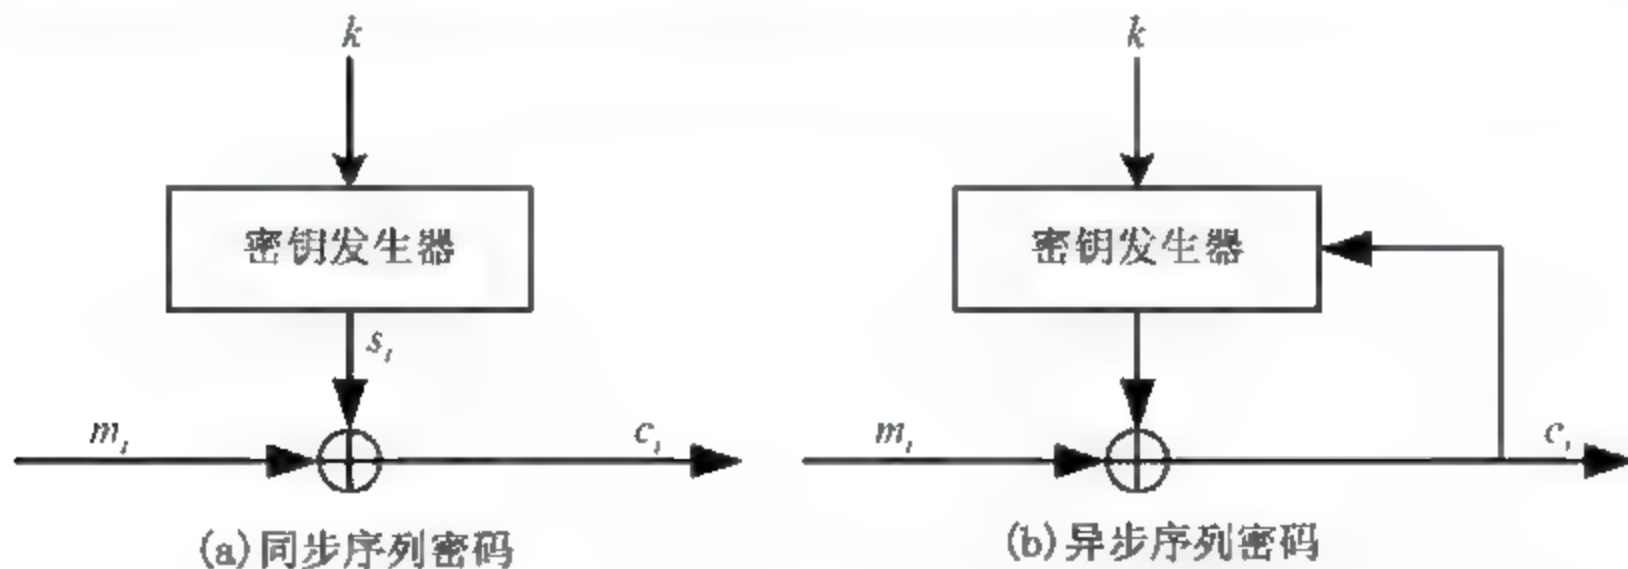 k
k
密钥发生器
密钥发生器
s_i
m_i
c_i
m_i
c_i
(a)同步序列密码
(b)异步序列密码